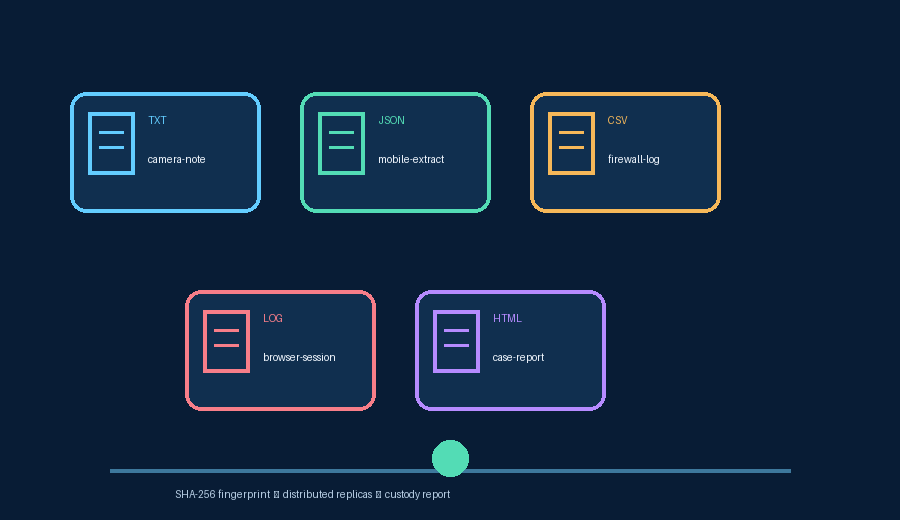 TXT
camera-note
JSON
mobile-extract
CSV
firewall-log
LOG
browser-session
HTML
case-report
SHA-256 fingerprint □ distributed replicas □ custody report